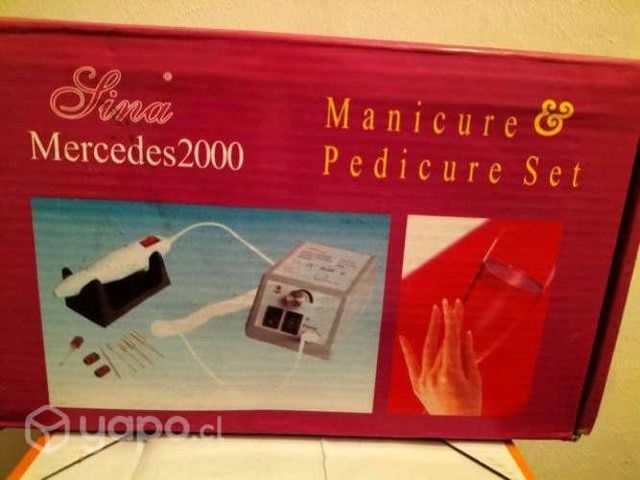 Sina®
Mercedes2000
Manicure &
Pedicure Set
yapo.cl